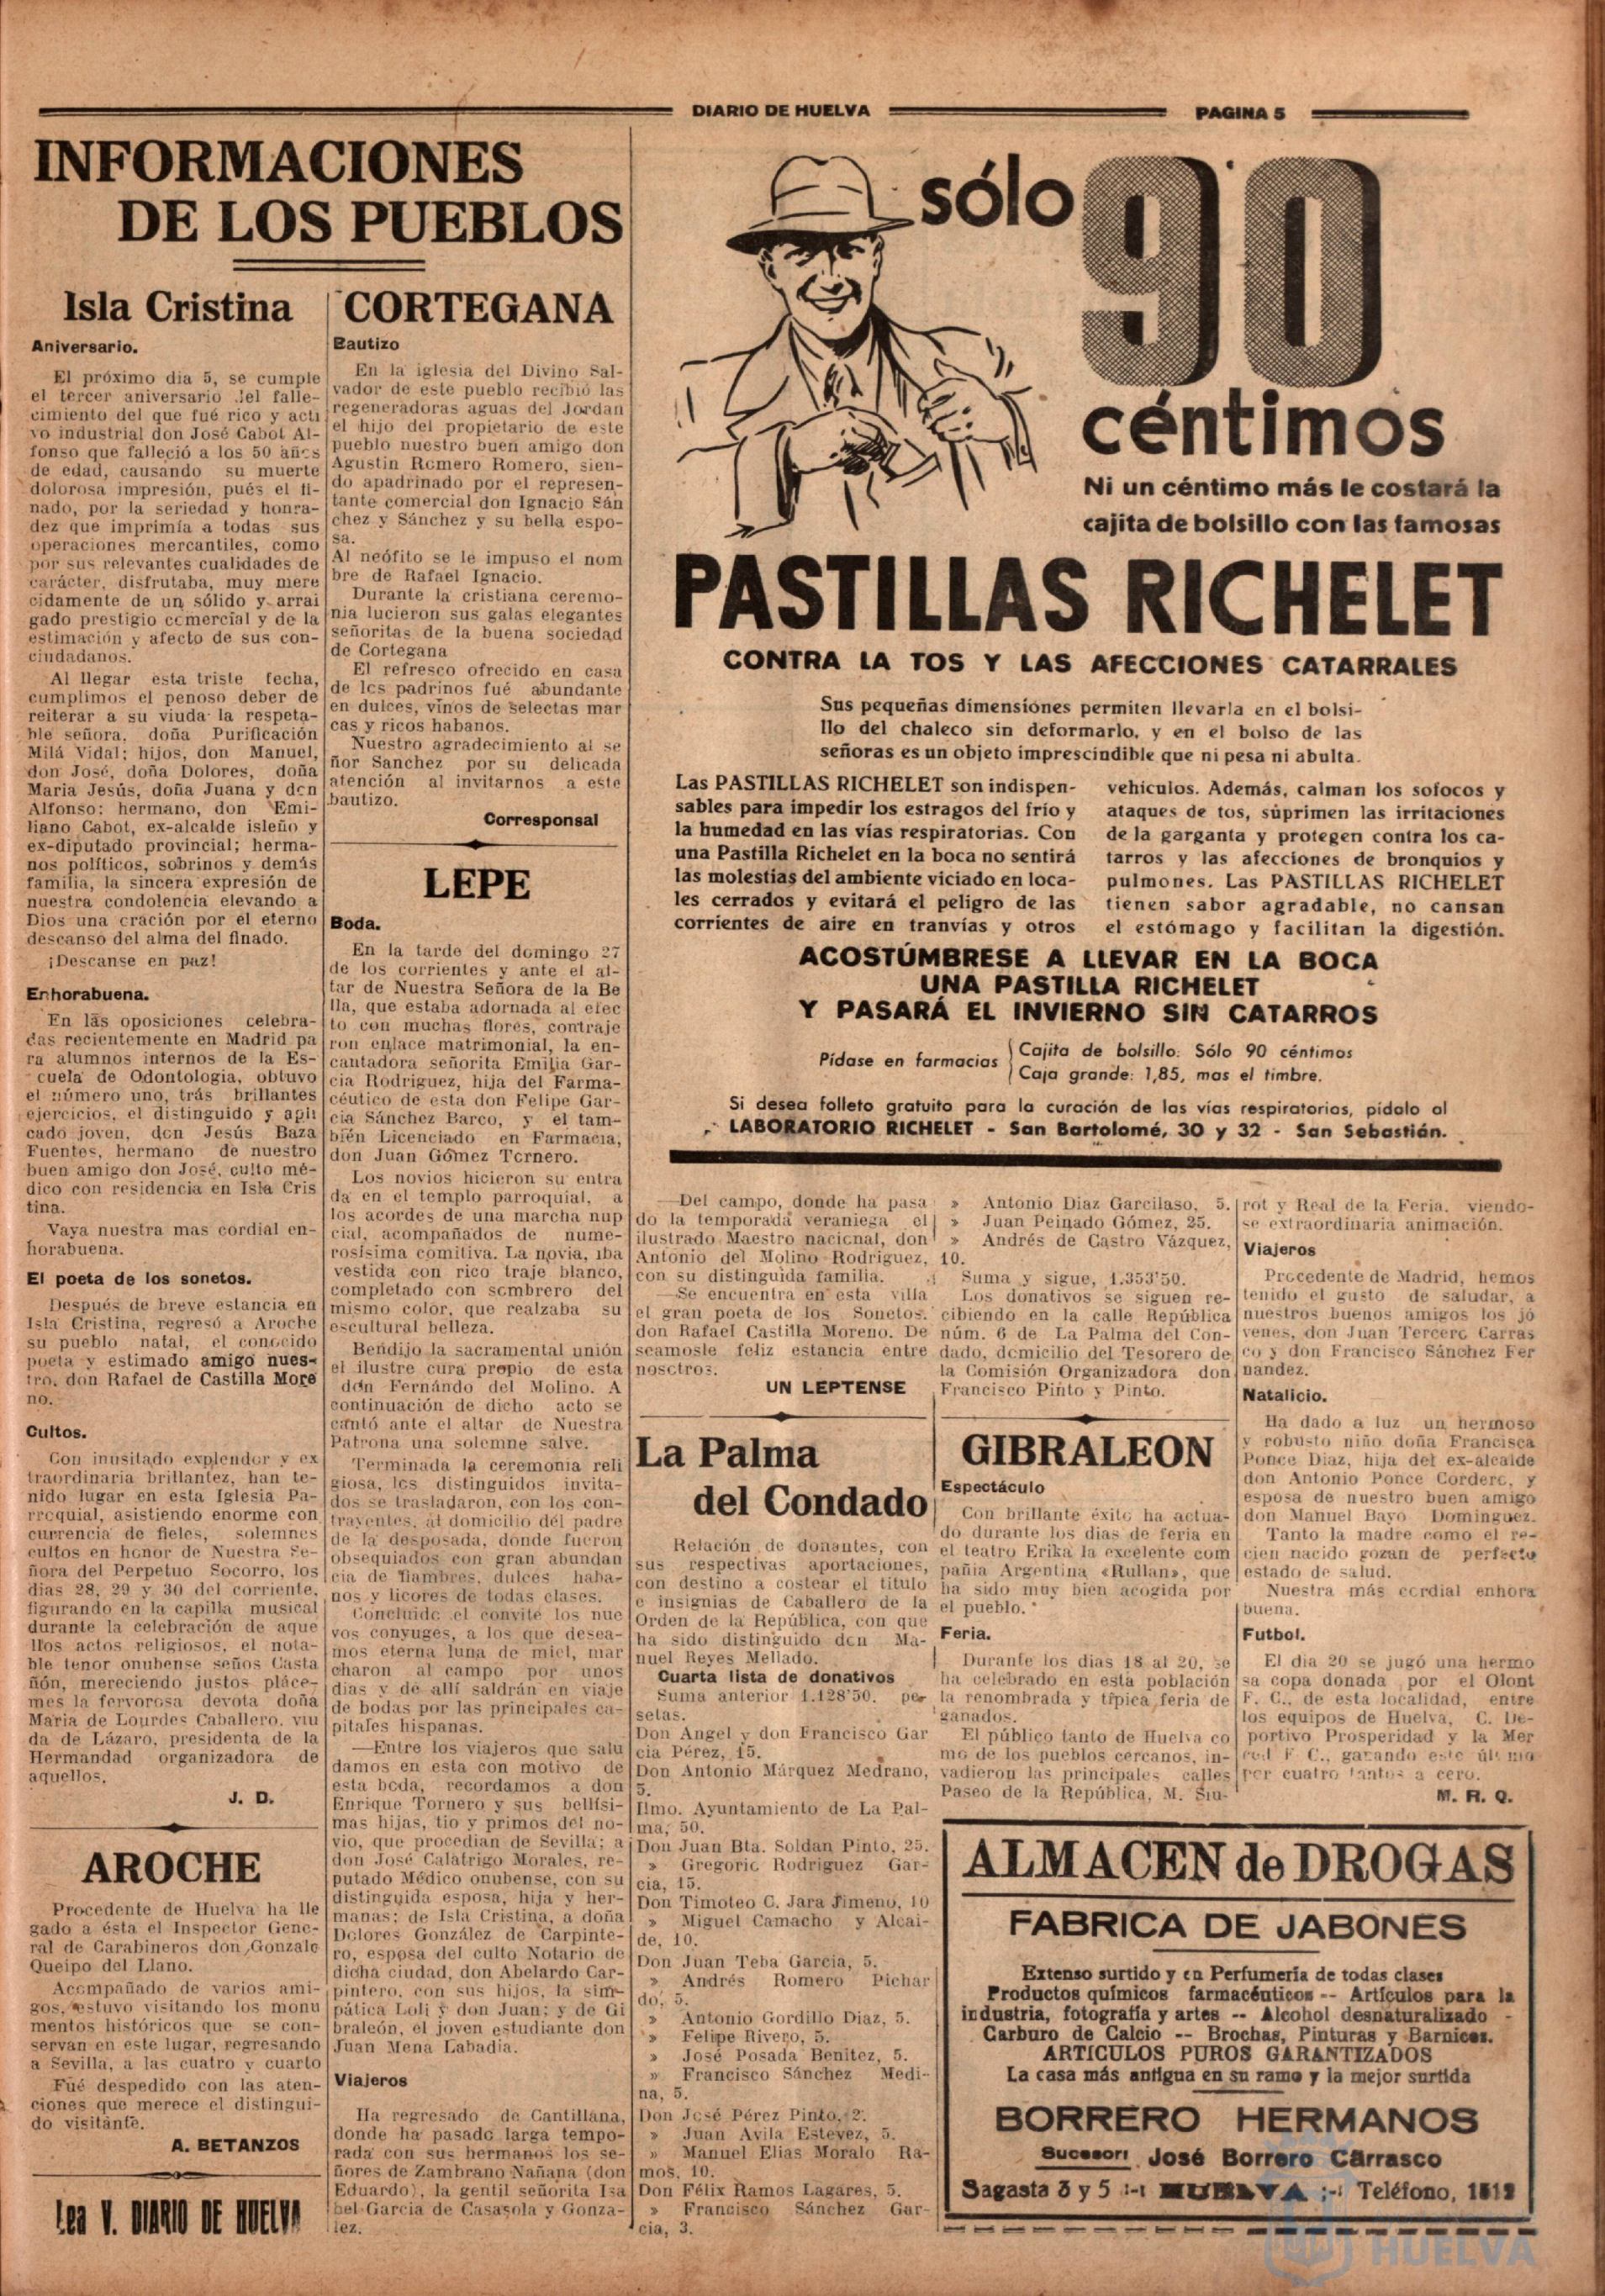 DIARIO DE HUELVA
PAGINA 5
INFORMACIONES
DE LOS PUEBLOS
Isla Cristina
Aniversario.
El próximo dia 5, se cumple
el tercer aniversario del falle-
cimiento del que fué rico y acti
vo industrial don José Cabot Al-
fonso que falleció a los 50 años
de edad, causando su muerte
dolorosa impresión, pués el fi-
nado, por la seriedad y honra-
dez que imprimía a todas sus
operaciones mercantiles, como
por sus relevantes cualidades de
carácter, disfrutaba, muy mere
cidamente de un sólido y arrai
gado prestigio comercial y de la
estimación y afecto de sus con-
ciudadanos.
Al llegar esta triste fecha,
cumplimos el penoso deber de
reiterar a su viuda la respeta-
ble señora, doña Purificación
Milá Vidal; hijos, don Manuel,
don José, doña Dolores, doña
Maria Jesús, doña Juana y don
Alfonso; hermano, don Emi-
liano Cabot, ex-alcalde isleño y
ex-diputado provincial; herma-
nos políticos, sobrinos y demás
familia, la sincera expresión de
nuestra condolencia elevando a
Dios una oración por el eterno
descanso del alma del finado.
¡Descanse en paz!
Enhorabuena.
En las oposiciones celebra-
das recientemente en Madrid pa
ra alumnos internos de la Es-
cuela de Odontologia, obtuvo
el número uno, trás brillantes
ejercicios, el distinguido y apli
cado joven, don Jesús Baza
Fuentes, hermano de nuestro
buen amigo don José, culto mé-
dico con residencia en Isla Cris
tina.
Vaya nuestra mas cordial en-
horabuena.
El poeta de los sonetos.
Después de breve estancia en
Isla Cristina, regresó a Aroche
su pueblo natal, el conocido
poeta y estimado amigo nues-
tro, don Rafael de Castilla More
no.
Cultos.
Con inusitado explendor y ex
traordinaria brillantez, han te-
nido lugar en esta Iglesia Pa-
rroquial, asistiendo enorme con
currencia de fieles, solemnes
cultos en honor de Nuestra Se-
ñora del Perpetuo Socorro, los
dias 28, 29 y 30 del corriente,
figurando en la capilla musical
durante la celebración de aque
llos actos religiosos, el nota-
ble tenor onubense seños Casta
ñón, mereciendo justos pláce-
mes la fervorosa devota doña
Maria de Lourdes Caballero, viu
da de Lázaro, presidenta de la
Hermandad organizadora de
aquellos.
J. D.
AROCHE
Procedente de Huelva ha lle
gado a ésta el Inspector Gene-
ral de Carabineros don Gonzalo
Queipo del Llano.
Acompañado de varios ami-
gos, estuvo visitando los monu
mentos históricos que se con-
servan en este lugar, regresando
a Sevilla, a las cuatro y cuarto
Fué despedido con las aten-
ciones que merece el distingui-
do visitante.
A. BETANZOS
Lea V. DIARIO DE HUELVA
CORTEGANA
Bautizo
En la iglesia del Divino Sal-
vador de este pueblo recibió las
regeneradoras aguas del Jordan
el hijo del propietario de este
pueblo nuestro buen amigo don
Agustin Romero Romero, sien-
do apadrinado por el represen-
tante comercial don Ignacio Sán
chez y Sánchez y su bella espo-
sa.
Al neófito se le impuso el nom
bre de Rafael Ignacio.
Durante la cristiana ceremo-
nia lucieron sus galas elegantes
señoritas de la buena sociedad
de Cortegana
El refresco ofrecido en casa
de los padrinos fué abundante
en dulces, vinos de selectas mar
cas y ricos habanos.
Nuestro agradecimiento al se
ñor Sanchez por su delicada
atención al invitarnos a este
bautizo.
Corresponsal
LEPE
Boda.
En la tarde del domingo 27
de los corrientes y ante el al-
tar de Nuestra Señora de la Be
lla, que estaba adornada al efec
to con muchas flores, contraje
ron enlace matrimonial, la en-
cantadora señorita Emilia Gar-
cia Rodriguez, hija del Farma-
céutico de esta don Felipe Gar-
cia Sánchez Barco, y el tam-
bién Licenciado en Farmacia,
don Juan Gómez Tornero.
Los novios hicieron su entra
da en el templo parroquial, a
los acordes de una marcha nup
cial, acompañados de nume-
rosísima comitiva. La novia, iba
vestida con rico traje blanco,
completado con sombrero del
mismo color, que realzaba su
escultural belleza.
Bendijo la sacramental unión
el ilustre cura propio de esta
don Fernándo del Molino. A
continuación de dicho acto se
cantó ante el altar de Nuestra
Patrona una solemne salve.
Terminada la ceremonia reli
giosa, los distinguidos invita-
dos se trasladaron, con los con-
trayentes, al domicilio del padre
de la desposada, donde fueron
obsequiados con gran abundan
cia de fiambres, dulces haba-
nos y licores de todas clases.
Concluido el convite los nue
vos conyuges, a los que desea-
mos eterna luna de miel, mar
charon al campo por unos
dias y de allí saldrán en viaje
de bodas por las principales ca-
pitales hispanas.
—Entre los viajeros que salu
damos en esta con motivo de
esta boda, recordamos a don
Enrique Tornero y sus bellísi-
mas hijas, tio y primos del no-
vio, que procedian de Sevilla; a
don José Calatrigo Morales, re-
putado Médico onubense, con su
distinguida esposa, hija y her-
manas; de Isla Cristina, a doña
Dolores González de Carpinte-
ro, esposa del culto Notario de
dicha ciudad, don Abelardo Car-
pintero, con sus hijos, la sim-
pática Loli y don Juan; y de Gi
braleón, el joven estudiante don
Juan Mena Labadia.
Viajeros
Ha regresado de Cantillana,
donde ha pasado larga tempo-
rada con sus hermanos los se-
ñores de Zambrano Nañana (don
Eduardo), la gentil señorita Isa
bel Garcia de Casasola y Gonza-
lez.
sólo 90
céntimos
Ni un céntimo más le costará la
cajita de bolsillo con las famosas
PASTILLAS RICHELET
CONTRA LA TOS Y LAS AFECCIONES CATARRALES
Sus pequeñas dimensiones permiten llevarla en el bolsi-
llo del chaleco sin deformarlo, y en el bolso de las
señoras es un objeto imprescindible que ni pesa ni abulta.
Las PASTILLAS RICHELET son indispen-
sables para impedir los estragos del frío y
la humedad en las vías respiratorias. Con
una Pastilla Richelet en la boca no sentirá
las molestias del ambiente viciado en loca-
les cerrados y evitará el peligro de las
corrientes de aire en tranvías y otros
vehículos. Además, calman los sofocos y
ataques de tos, suprimen las irritaciones
de la garganta y protegen contra los ca-
tarros y las afecciones de bronquios y
pulmones. Las PASTILLAS RICHELET
tienen sabor agradable, no cansan
el estómago y facilitan la digestión.
ACOSTÚMBRESE A LLEVAR EN LA BOCA
UNA PASTILLA RICHELET
Y PASARÁ EL INVIERNO SIN CATARROS
Pídase en farmacias
Cajita de bolsillo: Sólo 90 céntimos
Caja grande: 1,85, mas el timbre.
Si desea folleto gratuito para la curación de las vías respiratorias, pídalo al
LABORATORIO RICHELET - San Bartolomé, 30 y 32 - San Sebastián.
—Del campo, donde ha pasa
do la temporada veraniega el
ilustrado Maestro nacional, don
Antonio del Molino Rodriguez,
con su distinguida familia.
—Se encuentra en esta villa
el gran poeta de los Sonetos.
don Rafael Castilla Moreno. De
seamosle feliz estancia entre
nosotros.
UN LEPTENSE
La Palma
del Condado
Relación de donantes, con
sus respectivas aportaciones,
con destino a costear el título
e insignias de Caballero de la
Orden de la República, con que
ha sido distinguido don Ma-
nuel Reyes Mellado.
Cuarta lista de donativos
Suma anterior 1.128'50. pe-
setas.
Don Angel y don Francisco Gar
cia Pérez, 15.
Don Antonio Márquez Medrano,
5.
Ilmo. Ayuntamiento de La Pal-
ma, 50.
Don Juan Bta. Soldan Pinto, 25.
» Gregorio Rodriguez Gar-
cia, 15.
Don Timoteo C. Jara Jimeno, 10
» Miguel Camacho y Alcai-
de, 10.
Don Juan Teba Garcia, 5.
» Andrés Romero Pichar
do, 5.
» Antonio Gordillo Diaz, 5.
» Felipe Rivero, 5.
» José Posada Benitez, 5.
» Francisco Sánchez Medi-
na, 5.
Don José Pérez Pinto, 2.
» Juan Avila Estevez, 5.
» Manuel Elias Moralo Ra-
mos, 10.
Don Félix Ramos Lagares, 5.
» Francisco Sánchez Gar-
cia, 3.
» Antonio Diaz Garcilaso, 5.
» Juan Peinado Gómez, 25.
» Andrés de Castro Vázquez,
10.
Suma y sigue, 1.353'50.
Los donativos se siguen re-
cibiendo en la calle República
núm. 6 de La Palma del Con-
dado, domicilio del Tesorero de
la Comisión Organizadora don
Francisco Pinto y Pinto.
GIBRALEON
Espectáculo
Con brillante éxito ha actua-
do durante los dias de feria en
el teatro Erika la excelente com
pañia Argentina «Rullan», que
ha sido muy bien acogida por
el pueblo.
Feria.
Durante los dias 18 al 20, se
ha celebrado en esta población
la renombrada y típica feria de
ganados.
El público tanto de Huelva co
mo de los pueblos cercanos, in-
vadieron las principales calles
Paseo de la República, M. Siu-
rot y Real de la Feria, viendo-
se extraordinaria animación.
Viajeros
Procedente de Madrid, hemos
tenido el gusto de saludar, a
nuestros buenos amigos los jó
venes, don Juan Tercero Carras
co y don Francisco Sánchez Fer
nandez.
Natalicio.
Ha dado a luz un hermoso
y robusto niño doña Francisca
Ponce Diaz, hija del ex-alcalde
don Antonio Ponce Cordero, y
esposa de nuestro buen amigo
don Manuel Bayo Dominguez.
Tanto la madre como el re-
cien nacido gozan de perfecto
estado de salud.
Nuestra más cordial enhora
buena.
Futbol.
El dia 20 se jugó una hermo
sa copa donada por el Olont
F. C., de esta localidad, entre
los equipos de Huelva, C. De-
portivo Prosperidad y la Mer
ced F. C., ganando este último
por cuatro tantos a cero.
M. R. Q.
ALMACEN de DROGAS
FABRICA DE JABONES
Extenso surtido y en Perfumería de todas clases
Productos químicos farmacéuticos -- Artículos para la
industria, fotografía y artes -- Alcohol desnaturalizado -
Carburo de Calcio -- Brochas, Pinturas y Barnices.
ARTICULOS PUROS GARANTIZADOS
La casa más antigua en su ramo y la mejor surtida
BORRERO HERMANOS
Sucesor: José Borrero Carrasco
Sagasta 3 y 5 :-: HUELVA :-: Teléfono,
HUELVA